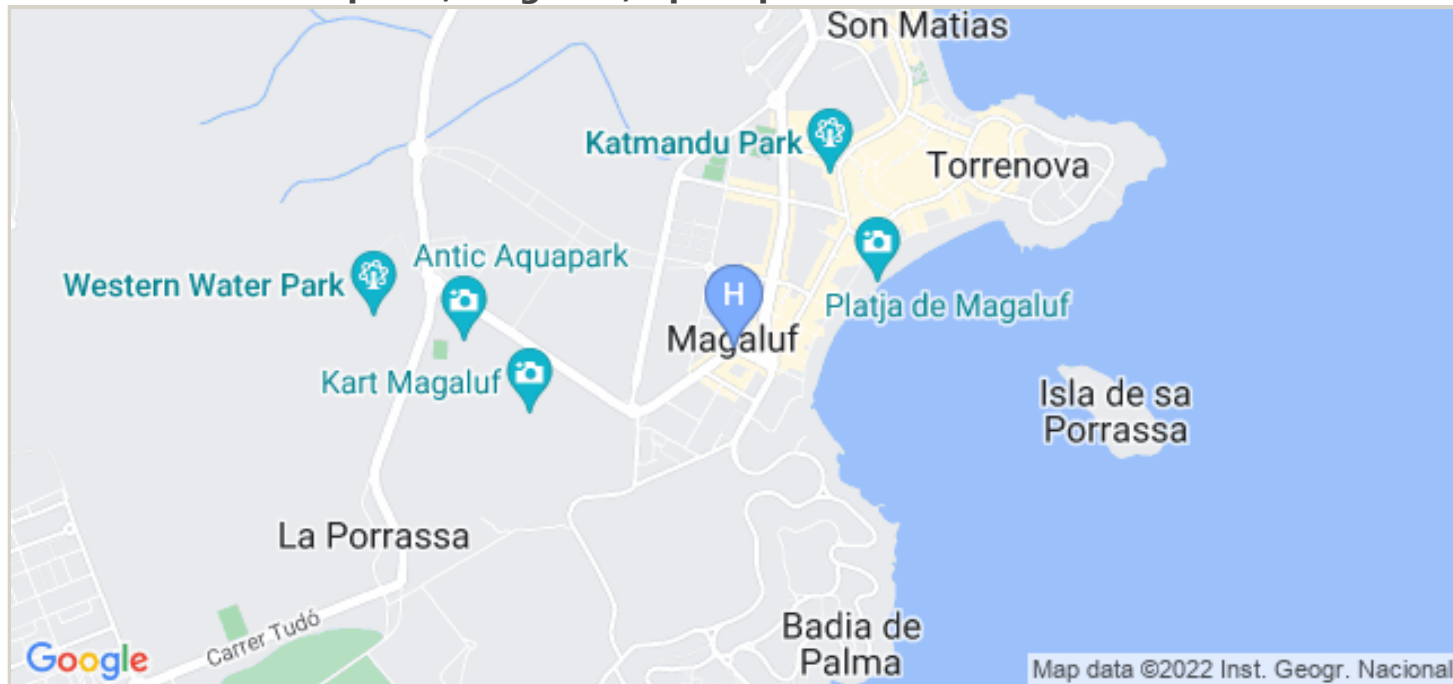 Son Matias
Katmandu Park
Torrenova
Antic Aquapark
Western Water Park
H
Platja de Magaluf
Magaluf
Kart Magaluf
Isla de sa
Porrassa
La Porrassa
Badia de
Palma
Carrer Tudó
Google
Map data ©2022 Inst. Geogr. Nacional